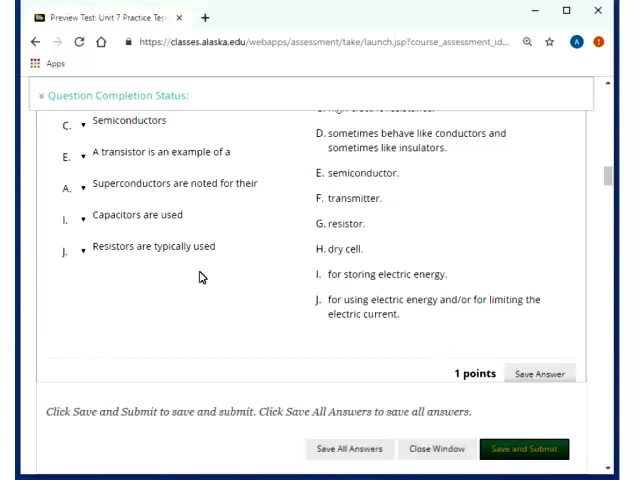 Preview Test: Unit 7 Practice Tes
https://classes.alaska.edu/webapps/assessment/take/launch.jsp?course_assessment_id...
A
Apps
Question Completion Status:
C. Semiconductors
E. A transistor is an example of a
A. Superconductors are noted for their
I. Capacitors are used
J. Resistors are typically used
D. sometimes behave like conductors and
sometimes like insulators.
E. semiconductor.
F. transmitter.
G. resistor.
H. dry cell.
I. for storing electric energy.
J. for using electric energy and/or for limiting the
electric current.
1 points
Save Answer
Click Save and Submit to save and submit. Click Save All Answers to save all answers.
Save All Answers
Close Window
Save and Submit